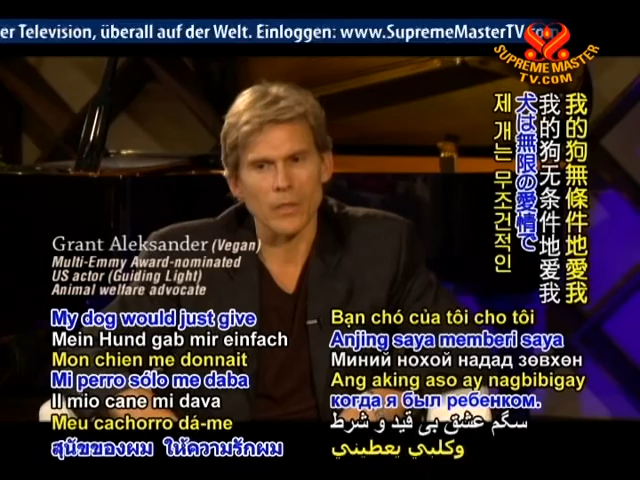 er Television, überall auf der Welt. Einloggen: www.SupremeMasterTV.com
SUPREME MASTER
TV.COM
我的狗無條件地愛我
我的狗无条件地爱我
犬は無限の愛情で
제 개는 무조건적인
Grant Aleksander (Vegan)
Multi-Emmy Award-nominated
US actor (Guiding Light)
Animal welfare advocate
My dog would just give
Mein Hund gab mir einfach
Mon chien me donnait
Mi perro sólo me daba
Il mio cane mi dava
Meu cachorro dá-me
สุนัขของผม ให้ความรักผม
Bạn chó của tôi cho tôi
Anjing saya memberi saya
Миний нохой надад зөвхөн
Ang aking aso ay nagbibigay
когда я был ребенком.
سگم عشق بی قید و شرط
وكلبي يعطيني